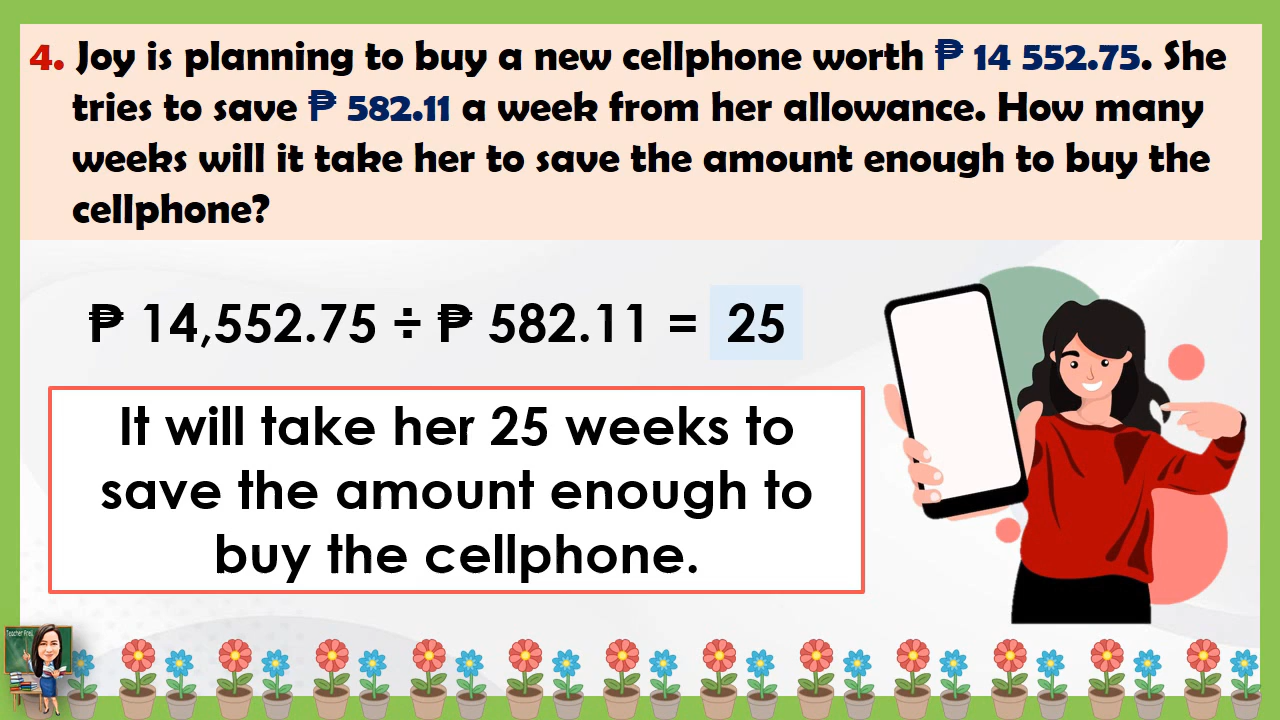 4. Joy is planning to buy a new cellphone worth ₱ 14 552.75. She
tries to save ₱ 582.11 a week from her allowance. How many
weeks will it take her to save the amount enough to buy the
cellphone?
₱ 14,552.75 ÷ ₱ 582.11 = 25
It will take her 25 weeks to
save the amount enough to
buy the cellphone.